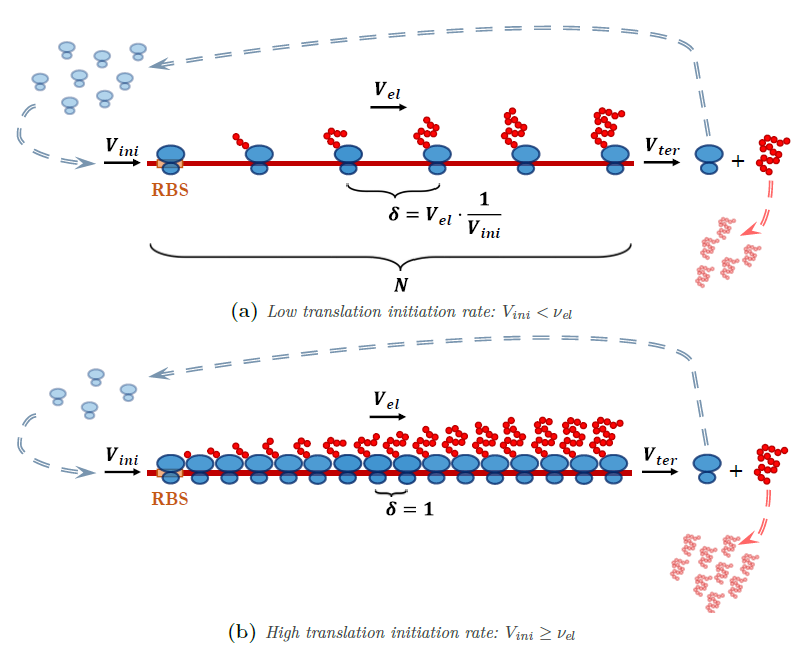 V_el
V_ini
V_ter
+
RBS
δ = V_el · 1/V_ini
N
(a) Low translation initiation rate: V_ini < ν_el
V_el
V_ini
V_ter
+
RBS
δ = 1
(b) High translation initiation rate: V_ini ≥ ν_el